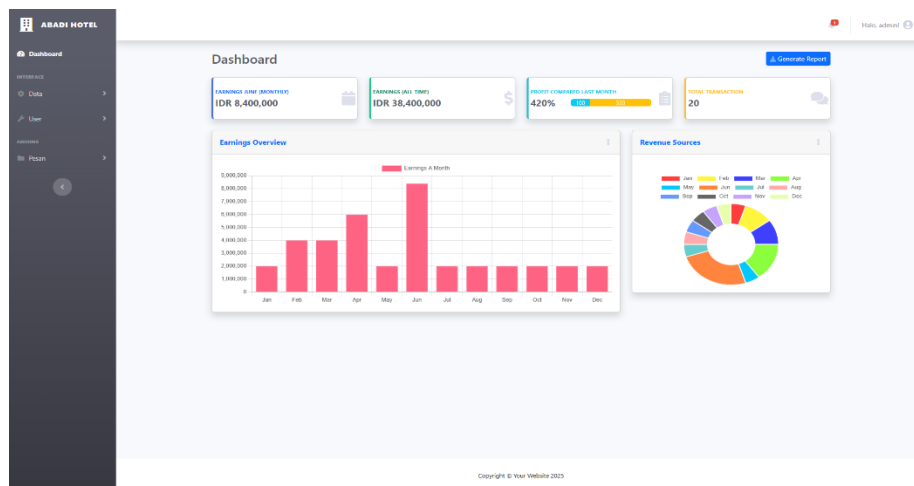 ABADI HOTEL
Halo, admin!
Dashboard
INTERFACE
Data
User
Pesan
Dashboard
Generate Report
EARNINGS JUNE (MONTHLY)
IDR 8,400,000
EARNINGS (ALL TIME)
IDR 38,400,000
PROFIT COMPARED LAST MONTH
420%
100
TOTAL TRANSACTION
20
Earnings Overview
Earnings A Month
9,000,000
8,000,000
7,000,000
6,000,000
5,000,000
4,000,000
3,000,000
2,000,000
1,000,000
0
Jan Feb Mar Apr May Jun Jul Aug Sep Oct Nov Dec
Revenue Sources
Jan Feb Mar Apr
May Jun Jul Aug
Sep Oct Nov Dec
Copyright © Your Website 2025